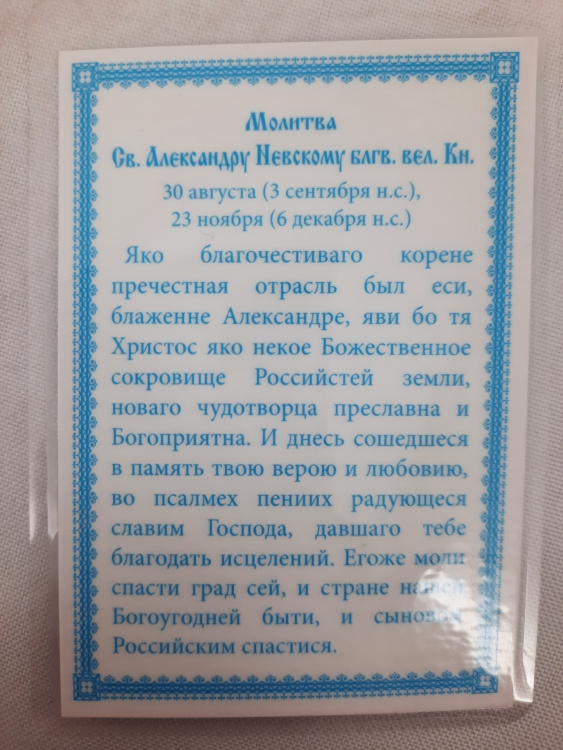 Молитва
Св. Александру Невскому блгв. вел. Кн.
30 августа (3 сентября н.с.),
23 ноября (6 декабря н.с.)
Яко благочестиваго корене
пречестная отрасль был еси,
блаженне Александре, яви бо тя
Христос яко некое Божественное
сокровище Российстей земли,
новаго чудотворца преславна и
Богоприятна. И днесь сошедшеся
в память твою верою и любовию,
во псалмех пениих радующеся
славим Господа, давшаго тебе
благодать исцелений. Егоже моли
спасти град сей, и стране нашей
Богоугодней быти, и сыновом
Российским спастися.